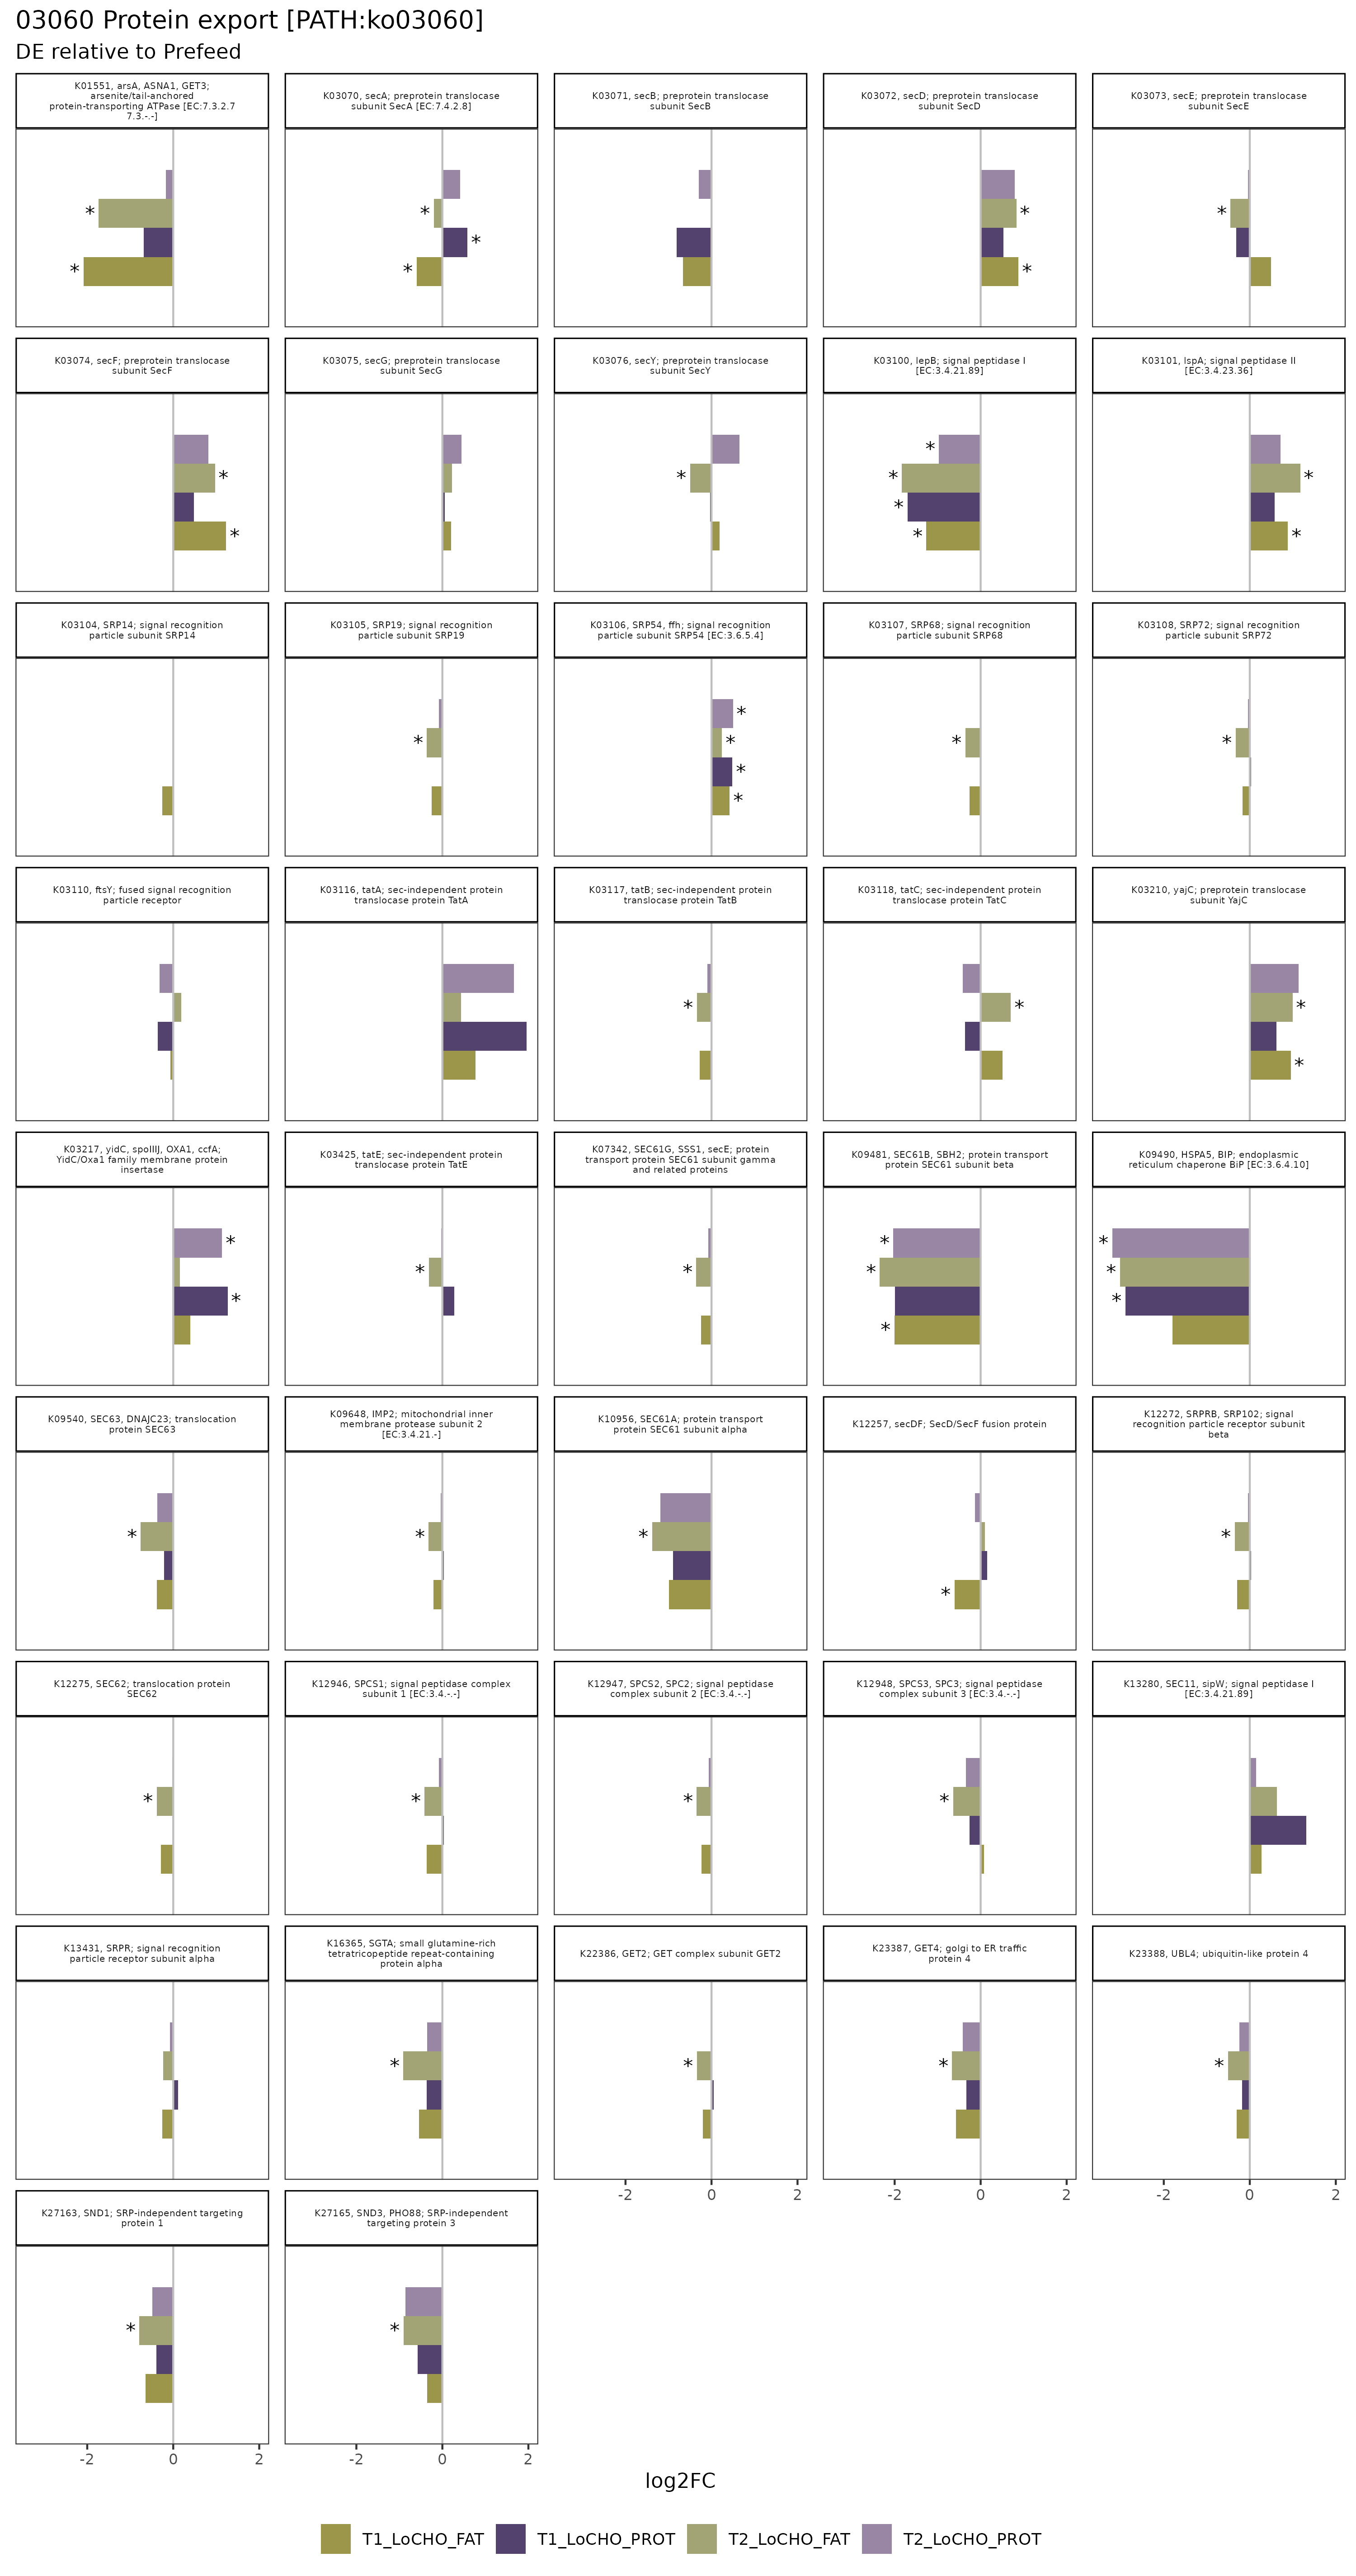 03060 Protein export [PATH:ko03060]
DE relative to Prefeed
K01551, arsA, ASNA1, GET3;
arsenite/tail-anchored
protein-transporting ATPase [EC:7.3.2.7
7.3.-.-]
K03070, secA; preprotein translocase
subunit SecA [EC:7.4.2.8]
K03071, secB; preprotein translocase
subunit SecB
K03072, secD; preprotein translocase
subunit SecD
K03073, secE; preprotein translocase
subunit SecE
*
*
*
*
*
*
*
*
K03074, secF; preprotein translocase
subunit SecF
K03075, secG; preprotein translocase
subunit SecG
K03076, secY; preprotein translocase
subunit SecY
K03100, lepB; signal peptidase I
[EC:3.4.21.89]
K03101, lspA; signal peptidase II
[EC:3.4.23.36]
*
*
*
*
*
*
*
*
*
K03104, SRP14; signal recognition
particle subunit SRP14
K03105, SRP19; signal recognition
particle subunit SRP19
K03106, SRP54, ffh; signal recognition
particle subunit SRP54 [EC:3.6.5.4]
K03107, SRP68; signal recognition
particle subunit SRP68
K03108, SRP72; signal recognition
particle subunit SRP72
*
*
*
*
*
*
*
K03110, ftsY; fused signal recognition
particle receptor
K03116, tatA; sec-independent protein
translocase protein TatA
K03117, tatB; sec-independent protein
translocase protein TatB
K03118, tatC; sec-independent protein
translocase protein TatC
K03210, yajC; preprotein translocase
subunit YajC
*
*
*
*
K03217, yidC, spoIIIJ, OXA1, ccfA;
YidC/Oxa1 family membrane protein
insertase
K03425, tatE; sec-independent protein
translocase protein TatE
K07342, SEC61G, SSS1, secE; protein
transport protein SEC61 subunit gamma
and related proteins
K09481, SEC61B, SBH2; protein transport
protein SEC61 subunit beta
K09490, HSPA5, BIP; endoplasmic
reticulum chaperone BiP [EC:3.6.4.10]
*
*
*
*
*
*
*
*
*
*
K09540, SEC63, DNAJC23; translocation
protein SEC63
K09648, IMP2; mitochondrial inner
membrane protease subunit 2
[EC:3.4.21.-]
K10956, SEC61A; protein transport
protein SEC61 subunit alpha
K12257, secDF; SecD/SecF fusion protein
K12272, SRPRB, SRP102; signal
recognition particle receptor subunit
beta
*
*
*
*
*
K12275, SEC62; translocation protein
SEC62
K12946, SPCS1; signal peptidase complex
subunit 1 [EC:3.4.-.-]
K12947, SPCS2, SPC2; signal peptidase
complex subunit 2 [EC:3.4.-.-]
K12948, SPCS3, SPC3; signal peptidase
complex subunit 3 [EC:3.4.-.-]
K13280, SEC11, sipW; signal peptidase I
[EC:3.4.21.89]
*
*
*
*
K13431, SRPR; signal recognition
particle receptor subunit alpha
K16365, SGTA; small glutamine-rich
tetratricopeptide repeat-containing
protein alpha
K22386, GET2; GET complex subunit GET2
K23387, GET4; golgi to ER traffic
protein 4
K23388, UBL4; ubiquitin-like protein 4
*
*
*
*
-2 0 2
-2 0 2
-2 0 2
K27163, SND1; SRP-independent targeting
protein 1
K27165, SND3, PHO88; SRP-independent
targeting protein 3
*
*
-2 0 2
-2 0 2
log2FC
T1_LoCHO_FAT T1_LoCHO_PROT T2_LoCHO_FAT T2_LoCHO_PROT